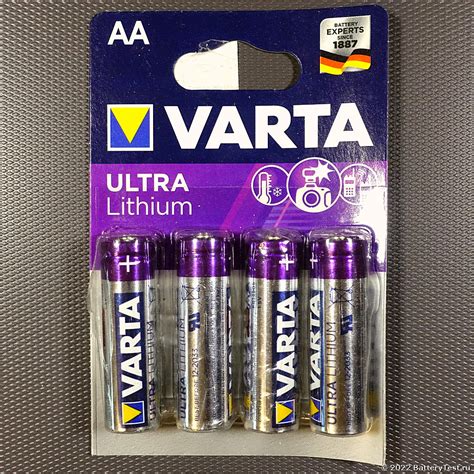 AA
BATTERY
EXPERTS
SINCE
1887
VARTA
ULTRA
Lithium
+
+
+
VARTA
ULTRA
LITHIUM
ULTRA
LITHIUM
VARTA
ULTRA
LITHIUM
VARTA
© 2022 BatteryTest.ru